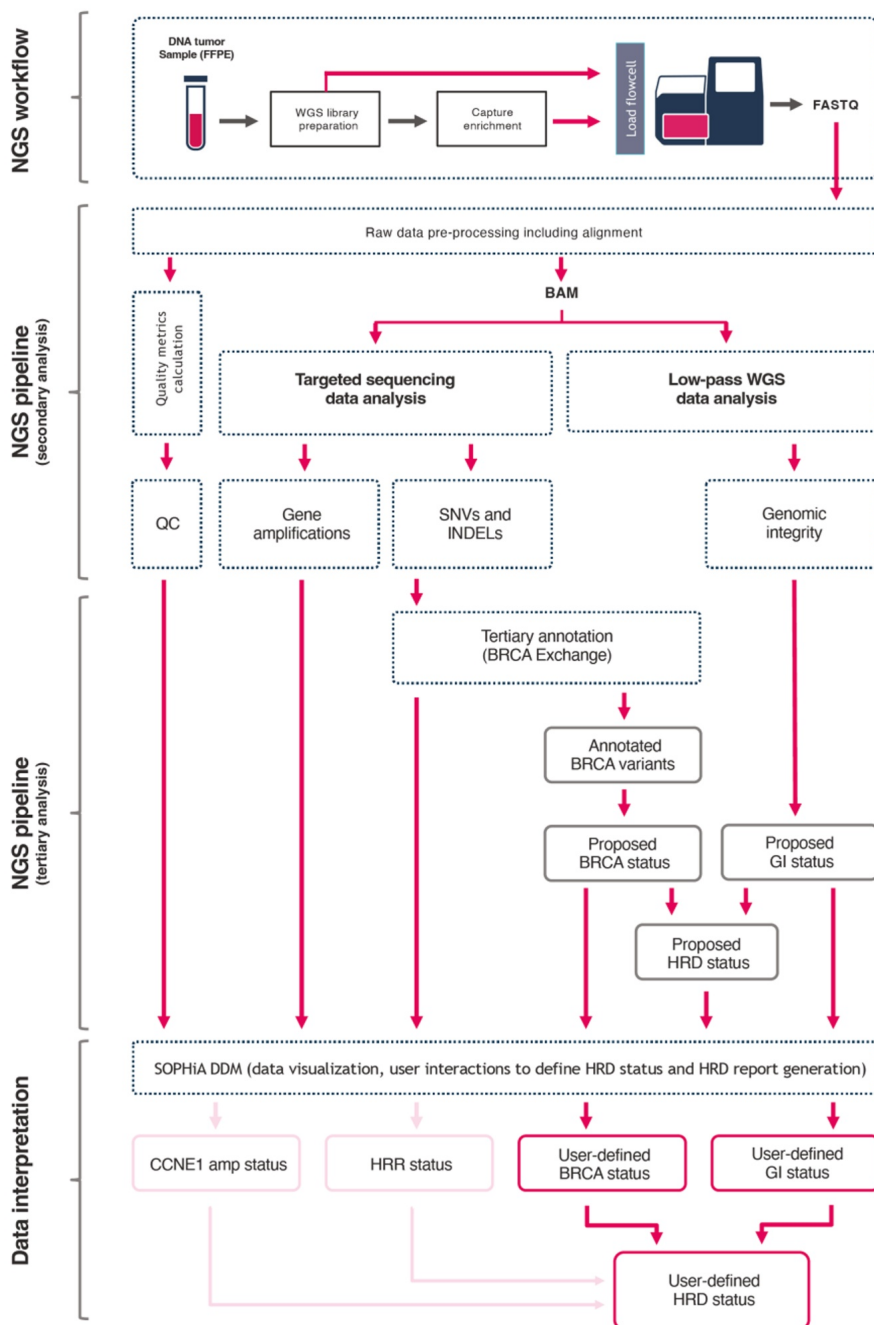 NGS workflow
DNA tumor
Sample (FFPE)
WGS library
preparation
Capture
enrichment
Load flowcell
FASTQ
NGS pipeline
(secondary analysis)
Raw data pre-processing including alignment
Quality metrics
calculation
BAM
Targeted sequencing
data analysis
Low-pass WGS
data analysis
QC
Gene
amplifications
SNVs and
INDELs
Genomic
integrity
NGS pipeline
(tertiary analysis)
Tertiary annotation
(BRCA Exchange)
Annotated
BRCA variants
Proposed
BRCA status
Proposed
GI status
Proposed
HRD status
Data interpretation
SOPHiA DDM (data visualization, user interactions to define HRD status and HRD report generation)
CCNE1 amp status
HRR status
User-defined
BRCA status
User-defined
GI status
User-defined
HRD status